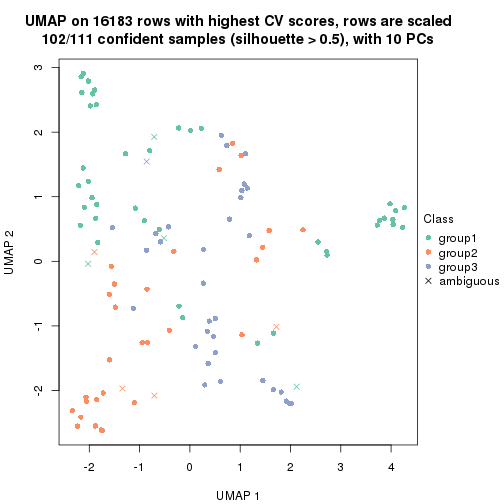 UMAP on 16183 rows with highest CV scores, rows are scaled
102/111 confident samples (silhouette > 0.5), with 10 PCs
3
2
1
0
-1
-2
UMAP 2
-2
-1
0
1
2
3
4
UMAP 1
Class
group1
group2
group3
ambiguous